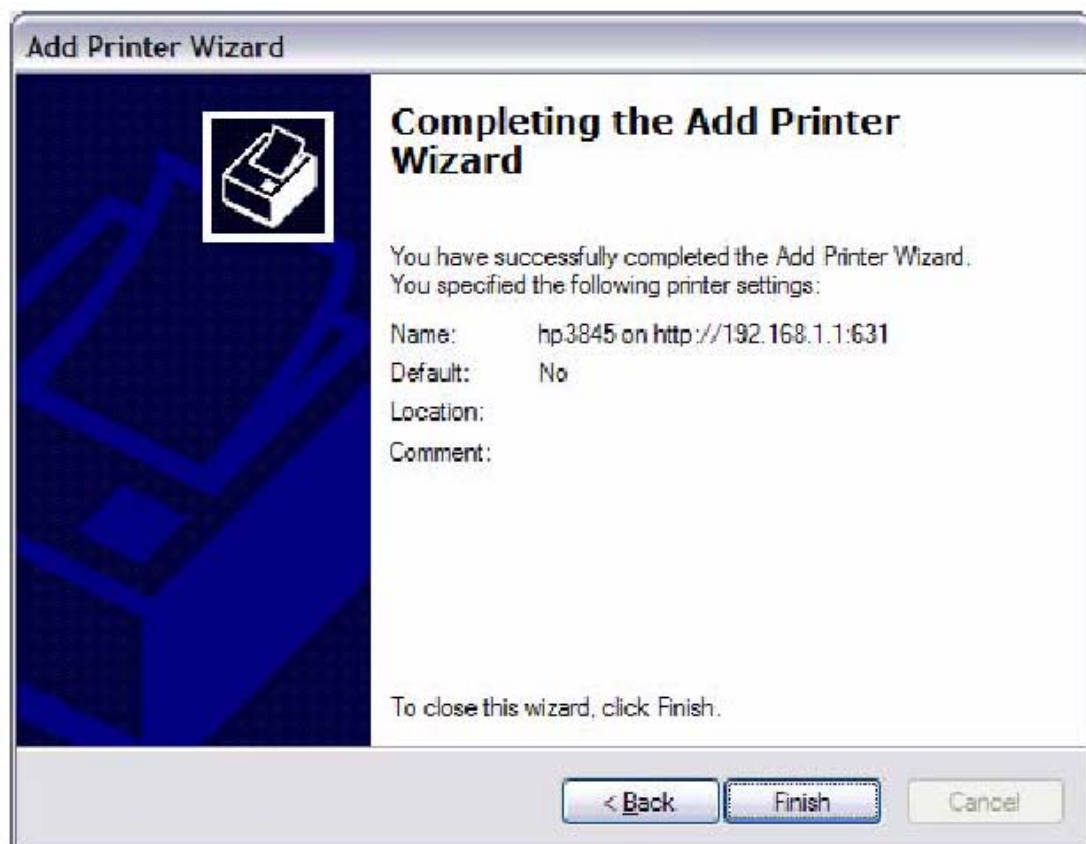 Add Printer Wizard
Completing the Add Printer
Wizard
You have successfully completed the Add Printer Wizard.
You specified the following printer settings:
Name: hp3845 on http://192.168.1.1:631
Default: No
Location:
Comment:
To close this wizard, click Finish.
< Back Finish Cancel